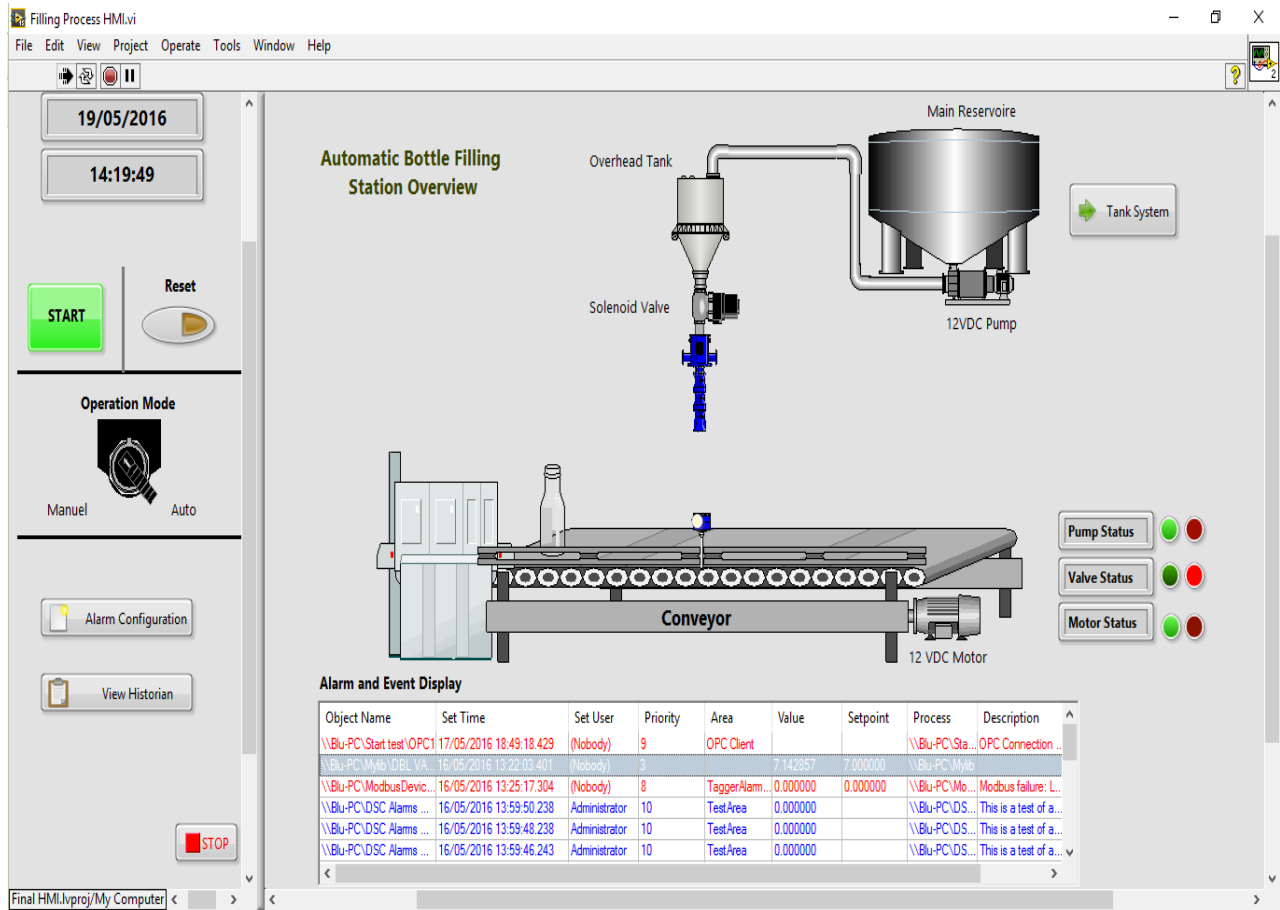 Filling Process HMI.vi
File Edit View Project Operate Tools Window Help
2
19/05/2016
14:19:49
START
Reset
Operation Mode
Manuel
Auto
Alarm Configuration
View Historian
STOP
Final HMI.lvproj/My Computer
Automatic Bottle Filling
Station Overview
Main Reservoire
Overhead Tank
Tank System
Solenoid Valve
12VDC Pump
Pump Status
Valve Status
Motor Status
Conveyor
12 VDC Motor
Alarm and Event Display
Object Name Set Time Set User Priority Area Value Setpoint Process Description
\\Blu-PC\Start test\OPC1 17/05/2016 18:49:18.429 (Nobody) 9 OPC Client \\Blu-PC\Sta... OPC Connection ...
\\Blu-PC\Mylib\DBL VA... 16/05/2016 13:22:03.401 (Nobody) 3 7.142857 7.000000 \\Blu-PC\Mylib
\\Blu-PC\ModbusDevic... 16/05/2016 13:25:17.304 (Nobody) 8 TaggerAlarm... 0.000000 0.000000 \\Blu-PC\Mo... Modbus failure: L...
\\Blu-PC\DSC Alarms ... 16/05/2016 13:59:50.238 Administrator 10 TestArea 0.000000 \\Blu-PC\DS... This is a test of a...
\\Blu-PC\DSC Alarms ... 16/05/2016 13:59:48.238 Administrator 10 TestArea 0.000000 \\Blu-PC\DS... This is a test of a...
\\Blu-PC\DSC Alarms ... 16/05/2016 13:59:46.243 Administrator 10 TestArea 0.000000 \\Blu-PC\DS... This is a test of a...